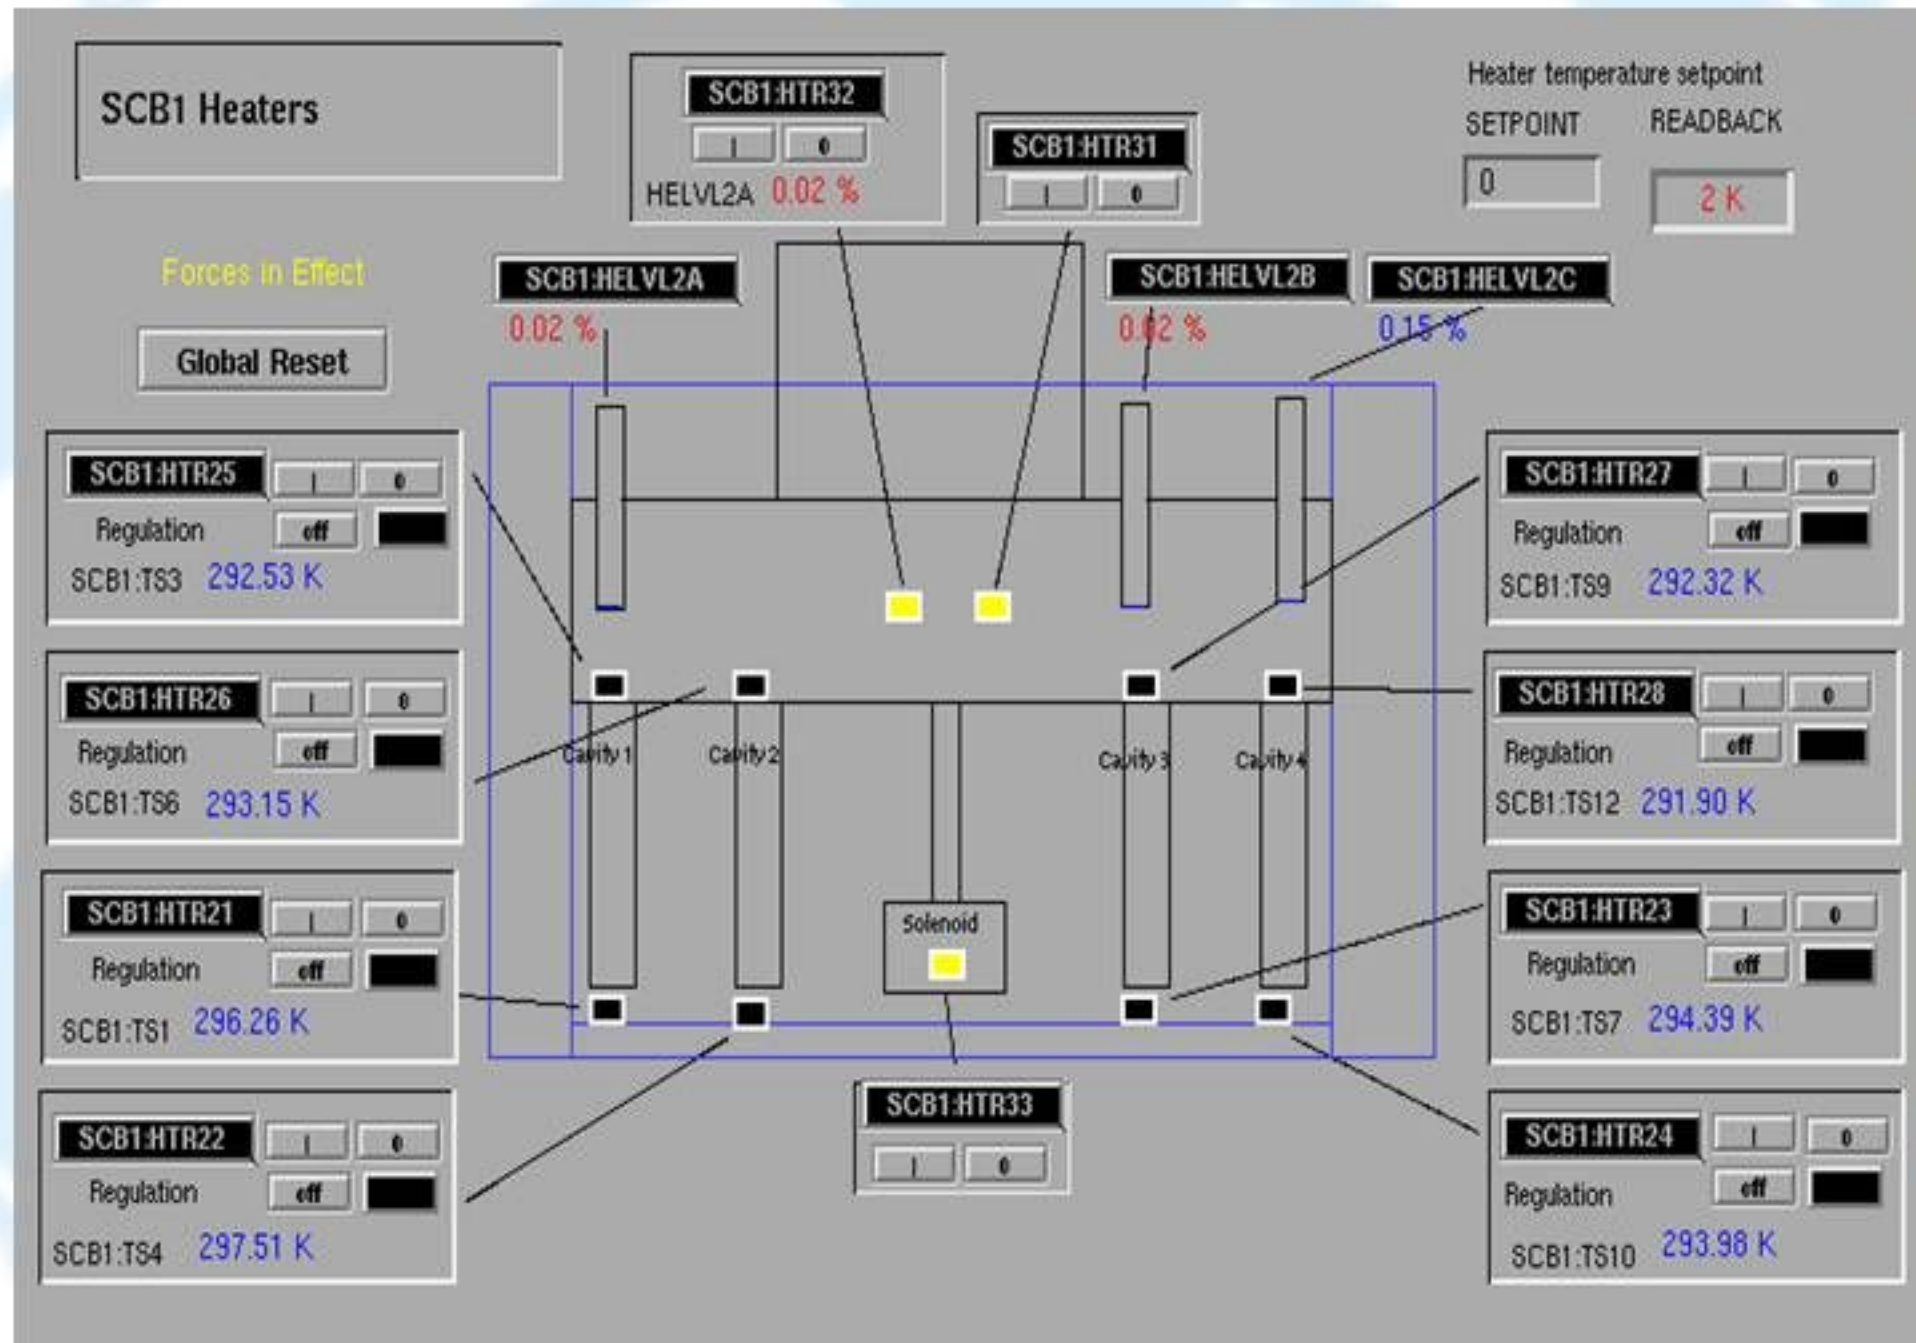 SCB1 Heaters
SCB1:HTR32
| 0
HELVL2A 0.02 %
SCB1:HTR31
| 0
Heater temperature setpoint
SETPOINT READBACK
0 2 K
Forces in Effect
Global Reset
SCB1:HELVL2A
0.02 %
SCB1:HELVL2B
0.02 %
SCB1:HELVL2C
0.15 %
SCB1:HTR25 | 0
Regulation off
SCB1:TS3 292.53 K
SCB1:HTR26 | 0
Regulation off
SCB1:TS6 293.15 K
SCB1:HTR21 | 0
Regulation off
SCB1:TS1 296.26 K
SCB1:HTR22 | 0
Regulation off
SCB1:TS4 297.51 K
Cavity 1
Cavity 2
Cavity 3
Cavity 4
Solenoid
SCB1:HTR33
| 0
SCB1:HTR27 | 0
Regulation off
SCB1:TS9 292.32 K
SCB1:HTR28 | 0
Regulation off
SCB1:TS12 291.90 K
SCB1:HTR23 | 0
Regulation off
SCB1:TS7 294.39 K
SCB1:HTR24 | 0
Regulation off
SCB1:TS10 293.98 K